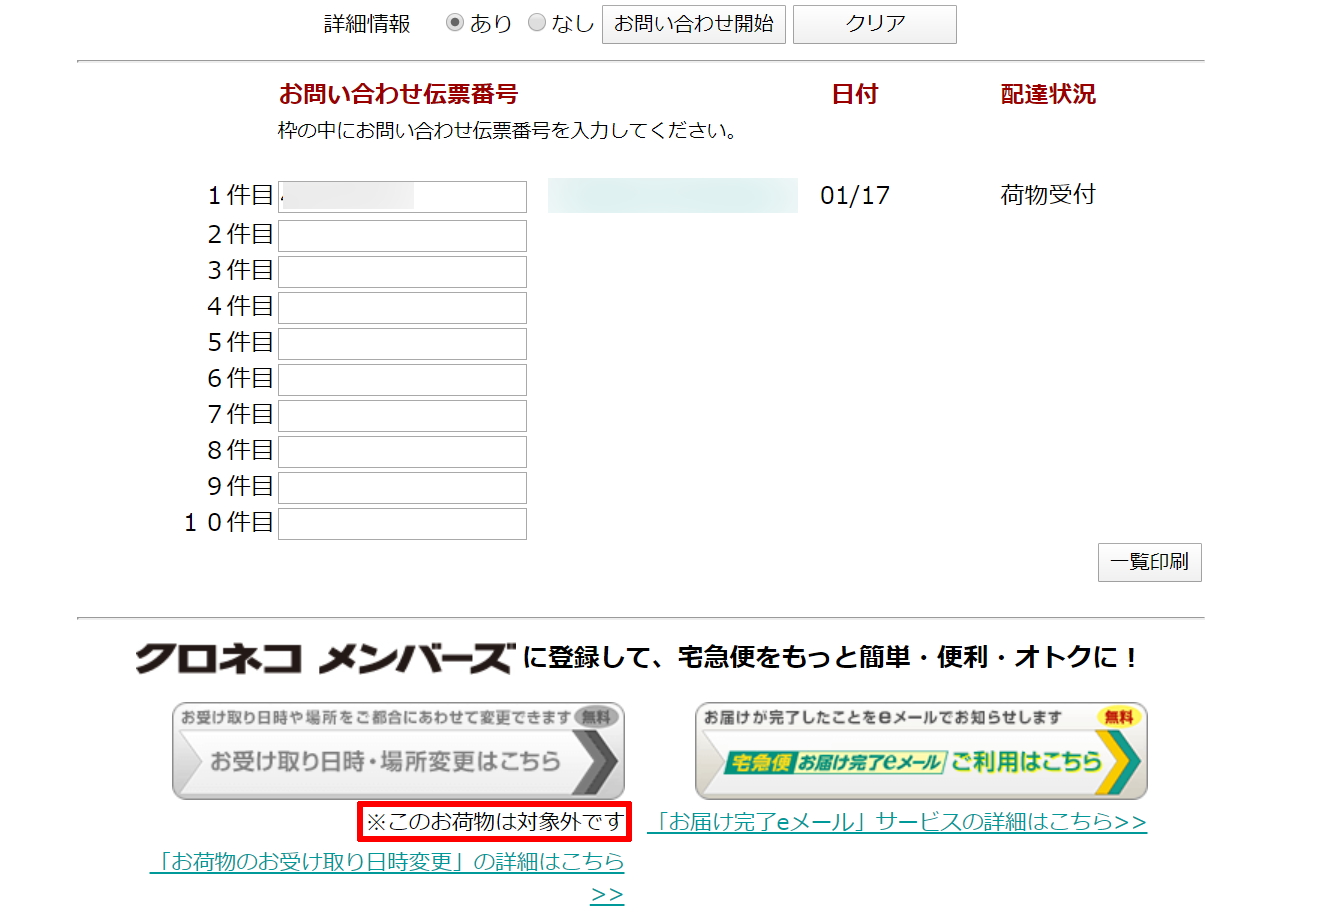 詳細情報 あり なし お問い合わせ開始 クリア
お問い合わせ伝票番号 日付 配達状況
枠の中にお問い合わせ伝票番号を入力してください。
１件目 01/17 荷物受付
２件目
３件目
４件目
５件目
６件目
７件目
８件目
９件目
１０件目
一覧印刷
クロネコ メンバーズに登録して、宅急便をもっと簡単・便利・オトクに！
お受け取り日時や場所をご都合にあわせて変更できます 無料
お受け取り日時・場所変更はこちら
※このお荷物は対象外です
「お荷物のお受け取り日時変更」の詳細はこちら
>>
お届けが完了したことをeメールでお知らせします 無料
宅急便 お届け完了eメール ご利用はこちら
「お届け完了eメール」サービスの詳細はこちら>>